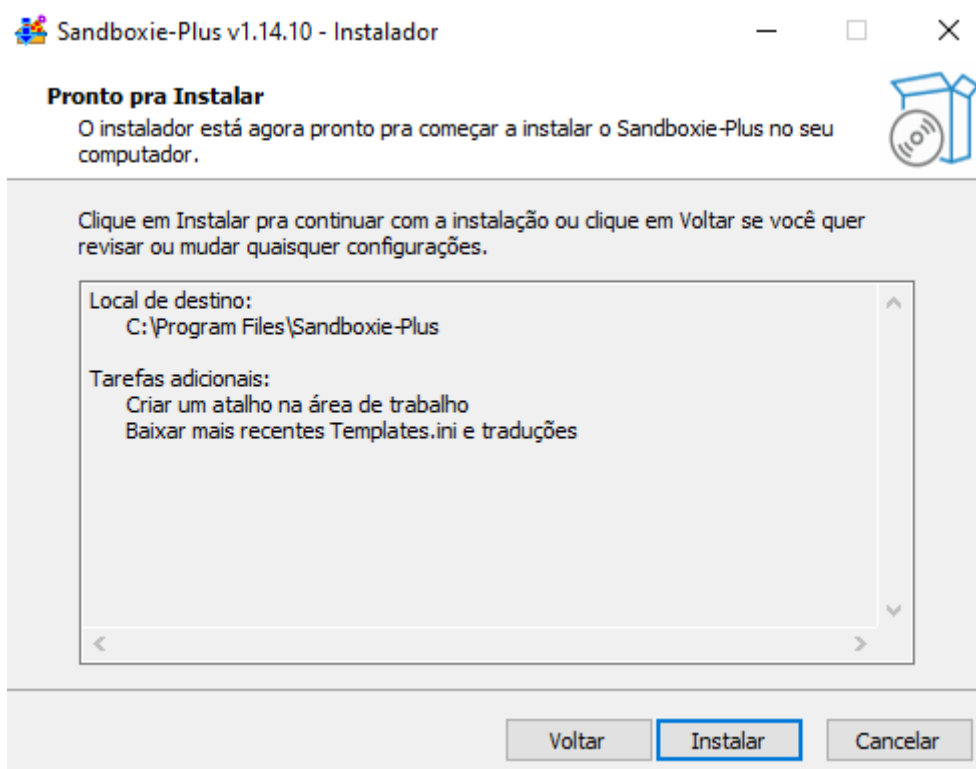 Sandboxie-Plus v1.14.10 - Instalador
Pronto pra Instalar
O instalador está agora pronto pra começar a instalar o Sandboxie-Plus no seu
computador.
Clique em Instalar pra continuar com a instalação ou clique em Voltar se você quer
revisar ou mudar quaisquer configurações.
Local de destino:
C:\Program Files\Sandboxie-Plus
Tarefas adicionais:
Criar um atalho na área de trabalho
Baixar mais recentes Templates.ini e traduções
Voltar Instalar Cancelar